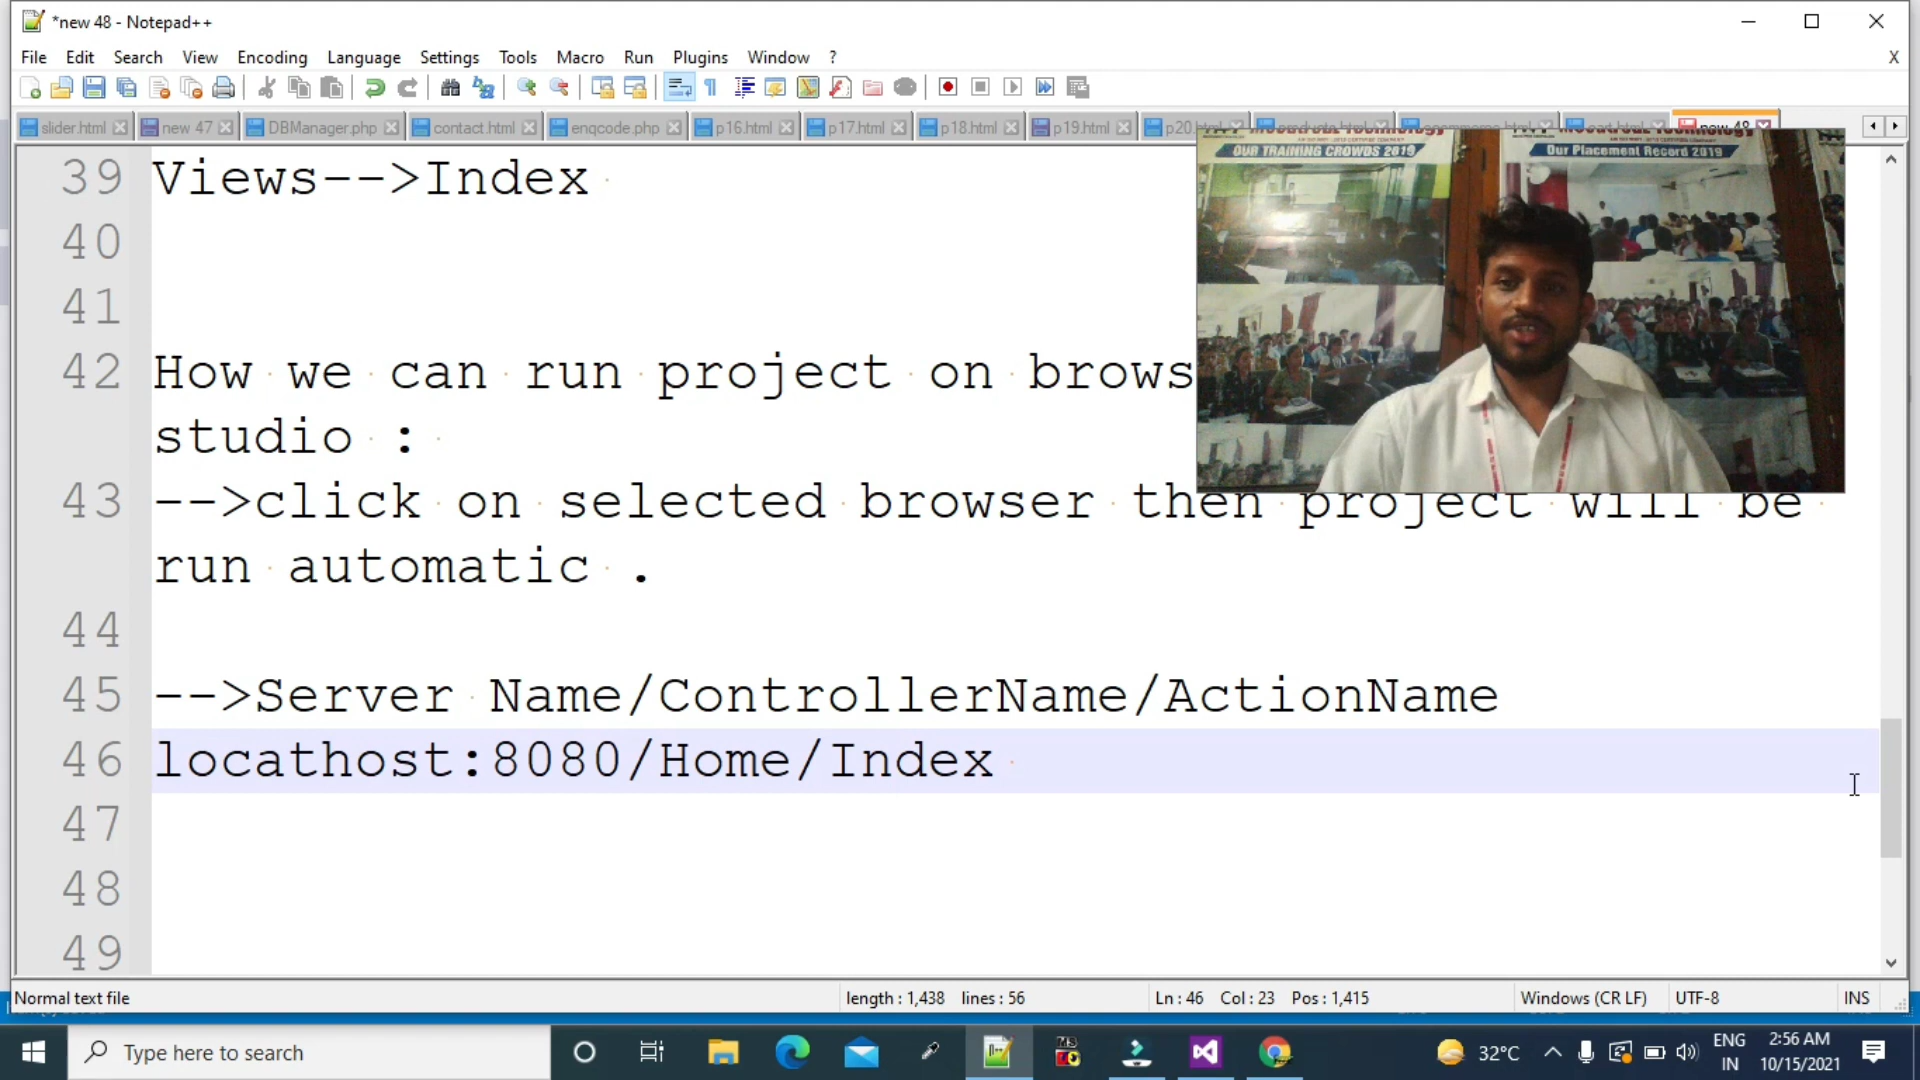 *new 48 - Notepad++
File Edit Search View Encoding Language Settings Tools Macro Run Plugins Window ?
X
slider.html new 47 DBManager.php contact.html enqcode.php p16.html p17.html p18.html p19.html p20.html new 48
OUR TRAINING CROWDS 2019
Our Placement Record 2019
39 Views-->Index
40
41
42 How we can run project on brows
studio :
43 -->click on selected browser then project will be
run automatic .
44
45 -->Server Name/ControllerName/ActionName
46 locathost:8080/Home/Index
47
48
49
Normal text file length : 1,438 lines : 56 Ln : 46 Col : 23 Pos : 1,415 Windows (CR LF) UTF-8 INS
Type here to search
32°C
ENG
IN
2:56 AM
10/15/2021